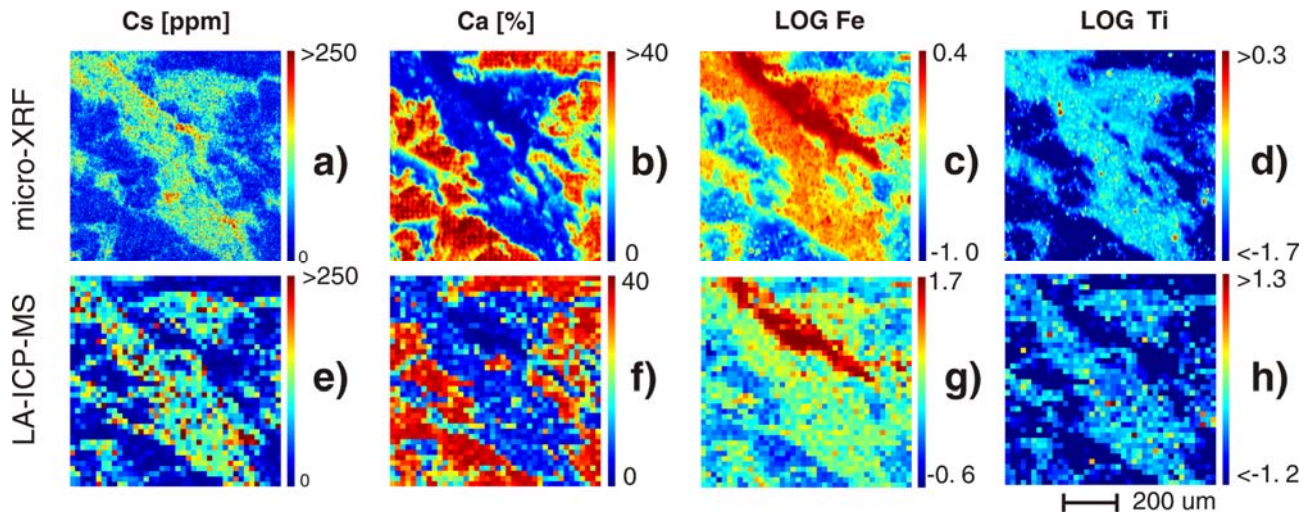 Cs [ppm] Ca [%] LOG Fe LOG Ti
micro-XRF
>250 >40 0.4 >0.3
a) b) c) d)
0 0 -1.0 <-1.7
LA-ICP-MS
>250 40 1.7 >1.3
e) f) g) h)
0 0 -0.6 <-1.2
200 um